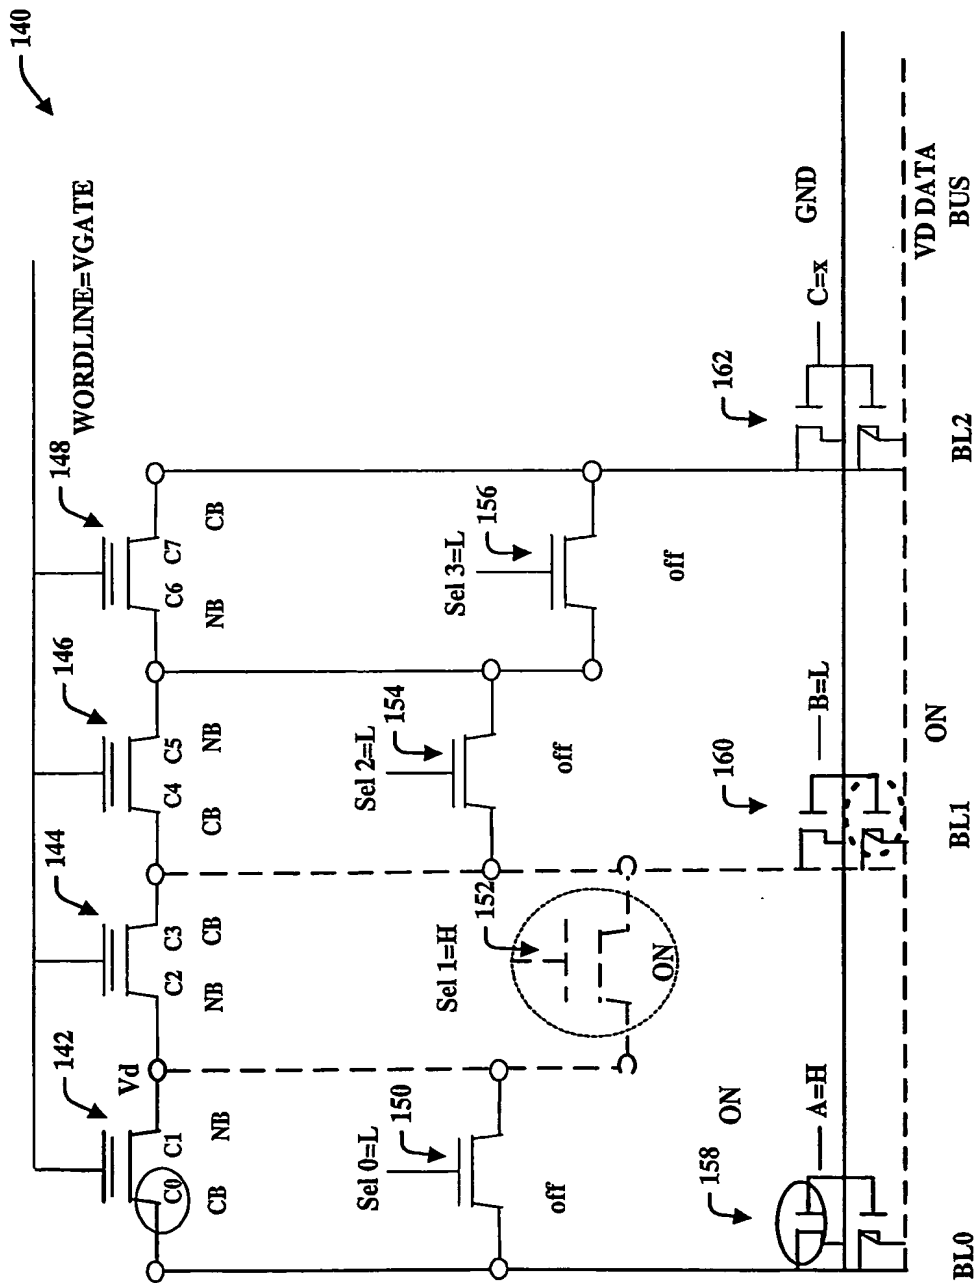 140
WORDLINE=VGATE
142
144
146
148
Vd
C0 C1
C2 C3
C4 C5
C6 C7
CB NB
NB CB
CB NB
NB CB
Sel 0=L
150
off
Sel 1=H
152
ON
Sel 2=L
154
off
Sel 3=L
156
off
158
ON
A=H
160
B=L
162
C=x
GND
VD DATA
BUS
BL0
BL1
ON
BL2